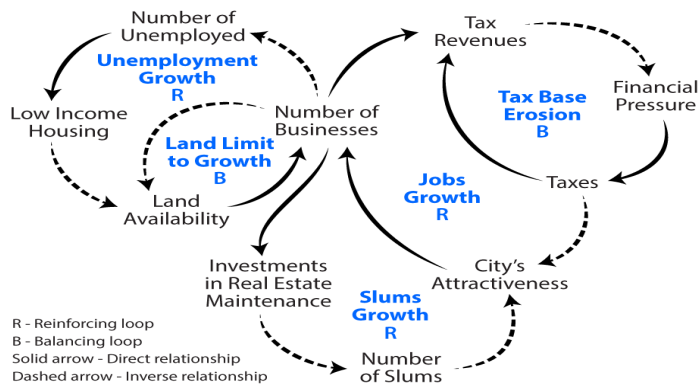 Number of
Unemployed
Tax
Revenues
Unemployment
Growth
R
Financial
Pressure
Low Income
Housing
Number of
Businesses
Tax Base
Erosion
B
Land Limit
to Growth
B
Jobs
Growth
R
Taxes
Land
Availability
Investments
in Real Estate
Maintenance
City's
Attractiveness
Slums
Growth
R
Number
of Slums
R - Reinforcing loop
B - Balancing loop
Solid arrow - Direct relationship
Dashed arrow - Inverse relationship